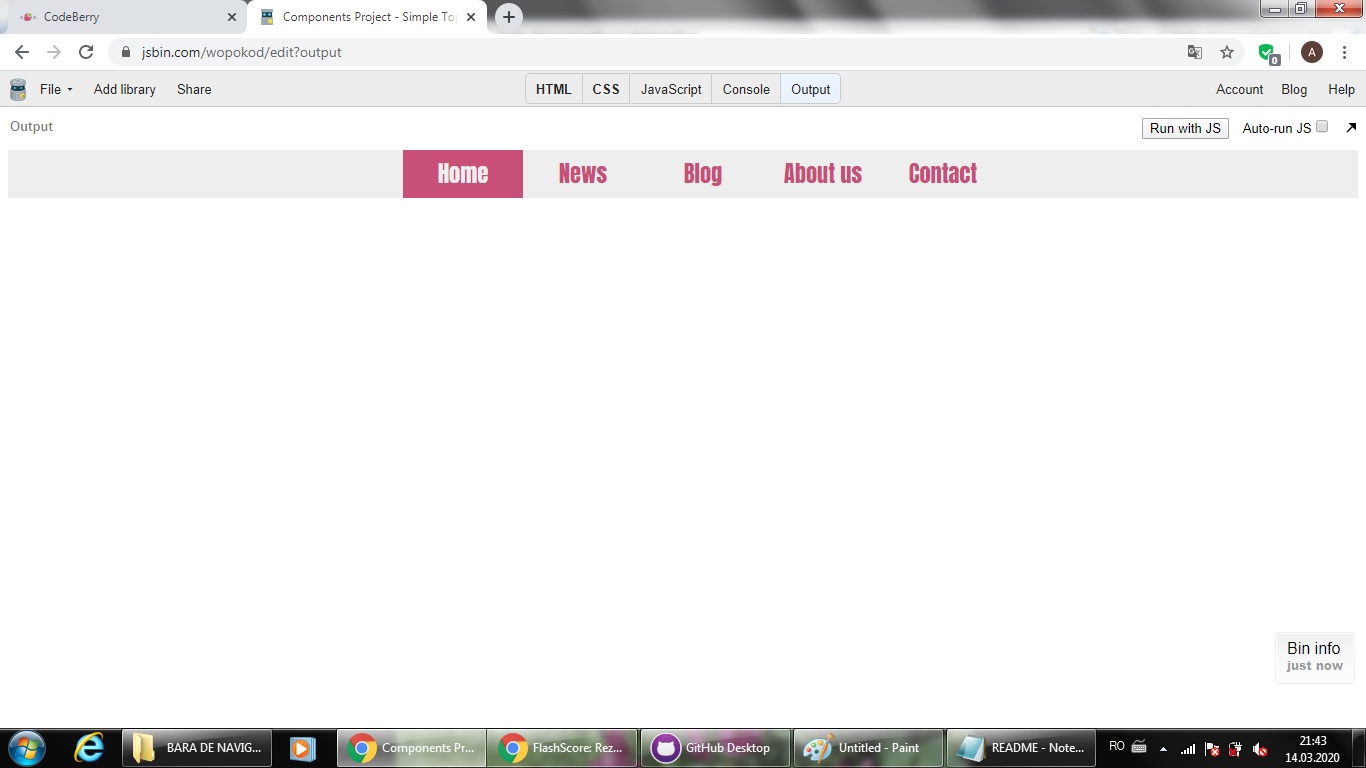 CodeBerry
Components Project - Simple To
jsbin.com/wopokod/edit?output
0
A
File
Add library
Share
HTML
CSS
JavaScript
Console
Output
Account
Blog
Help
Output
Run with JS
Auto-run JS
Home
News
Blog
About us
Contact
Bin info
just now
BARA DE NAVIG...
Components Pr...
FlashScore: Rez...
GitHub Desktop
Untitled - Paint
README - Note...
RO
21:43
14.03.2020